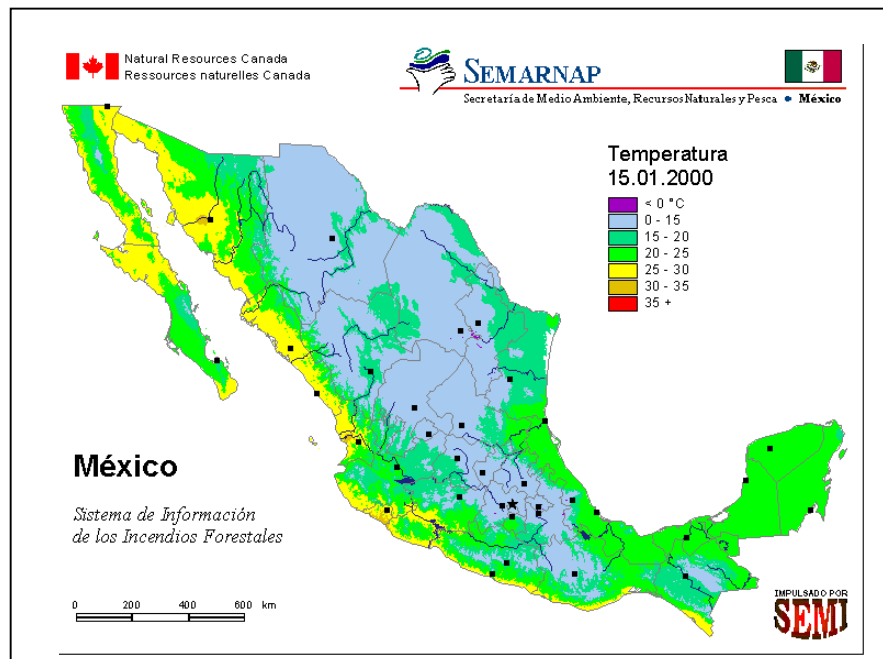 Natural Resources Canada
Ressources naturelles Canada
SEMARNAP
Secretaría de Medio Ambiente, Recursos Naturales y Pesca • México
Temperatura
15.01.2000
< 0 °C
0 - 15
15 - 20
20 - 25
25 - 30
30 - 35
35 +
México
Sistema de Información
de los Incendios Forestales
0 200 400 600 km
IMPULSADO POR
SEMI